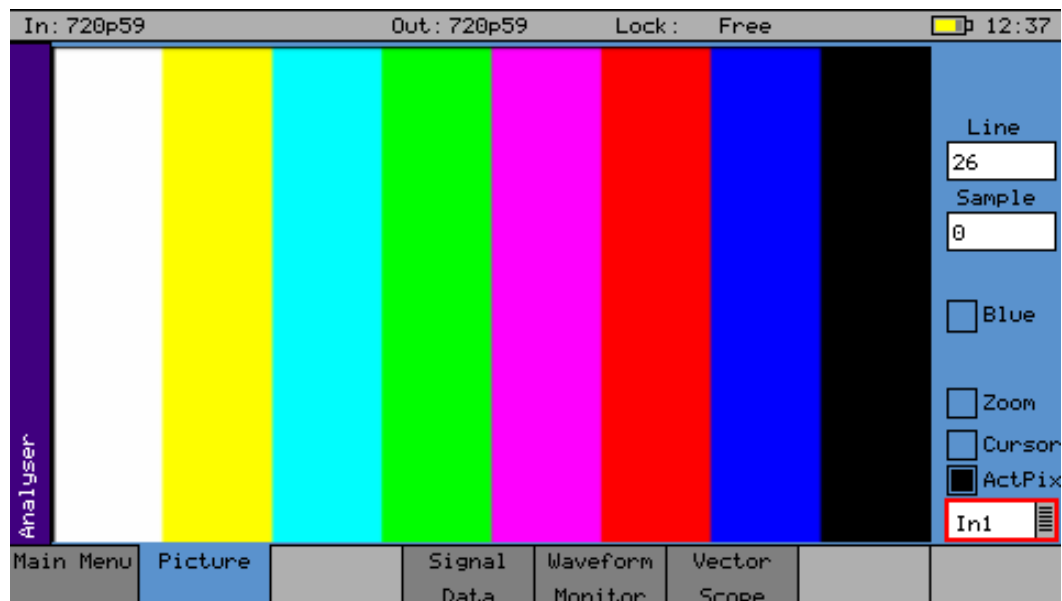 In: 720p59 Out: 720p59 Lock: Free 12:37
Analyser
Line
26
Sample
0
Blue
Zoom
Cursor
ActPix
In1
Main Menu
Picture
Signal
Data
Waveform
Monitor
Vector
Scope